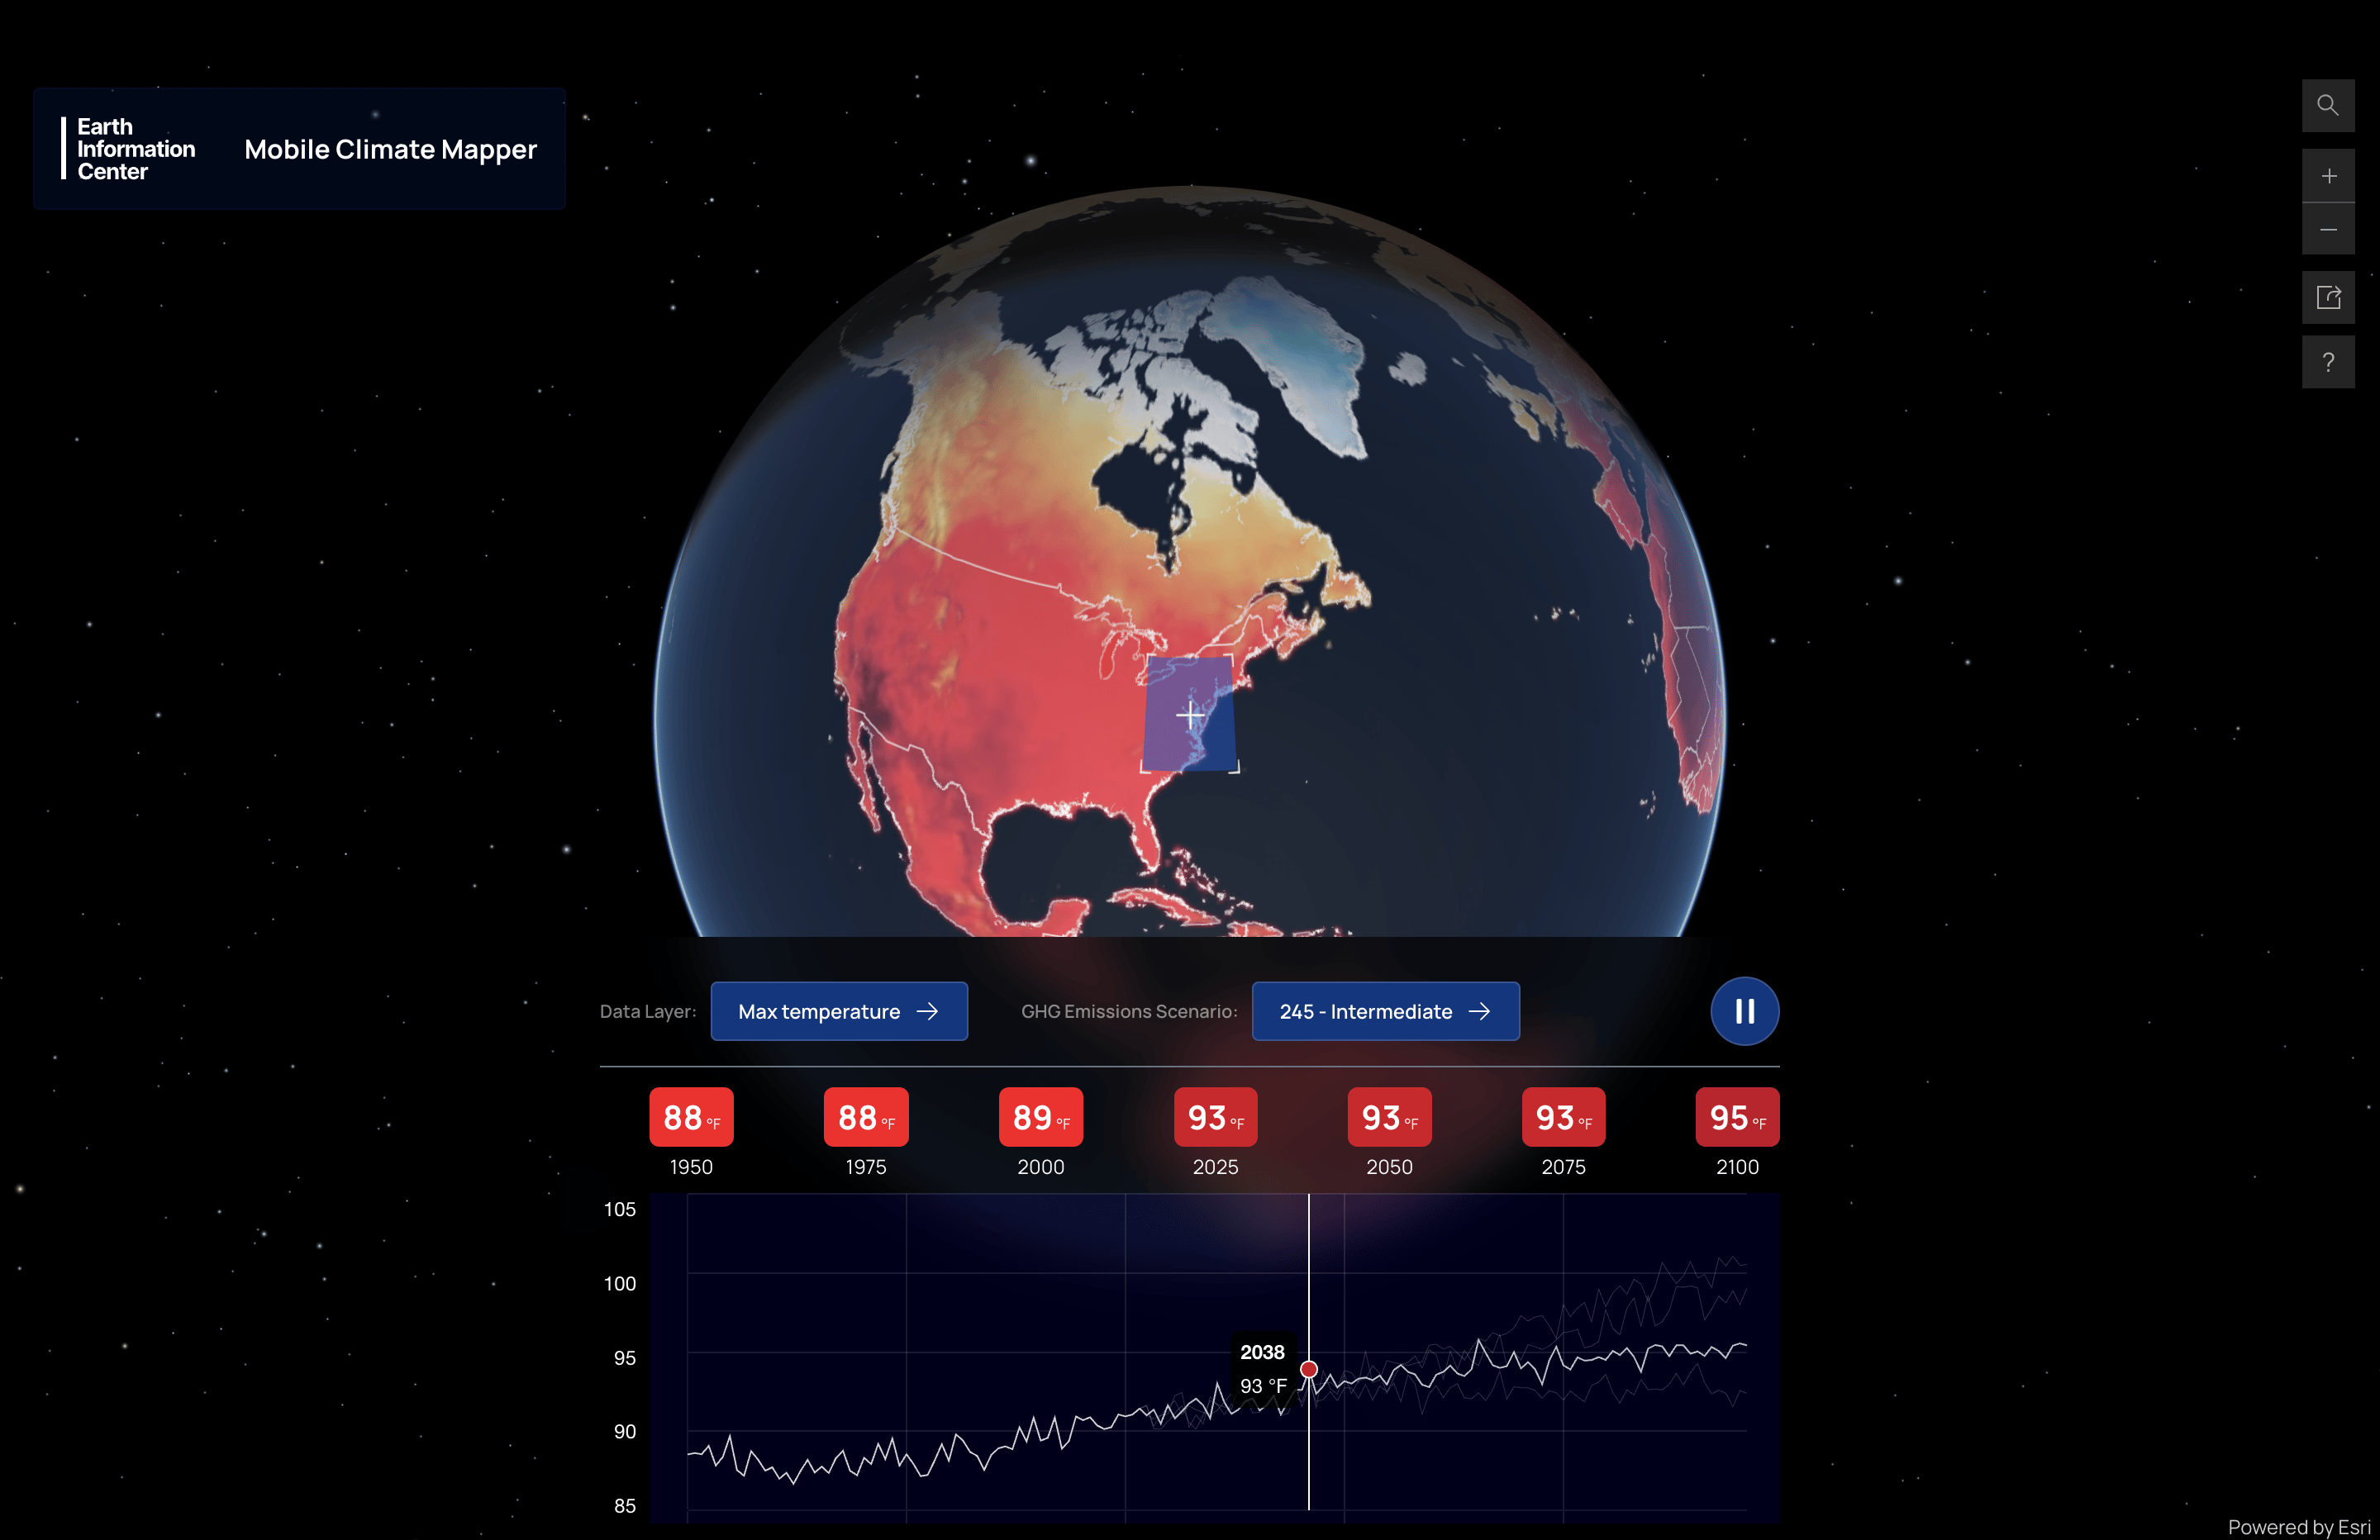 Earth
Information
Center
Mobile Climate Mapper
?
Data Layer: Max temperature
GHG Emissions Scenario: 245 - Intermediate
88 °F 88 °F 89 °F 93 °F 93 °F 93 °F 95 °F
1950 1975 2000 2025 2050 2075 2100
105
100
95
2038
93 °F
90
85
Powered by Esri